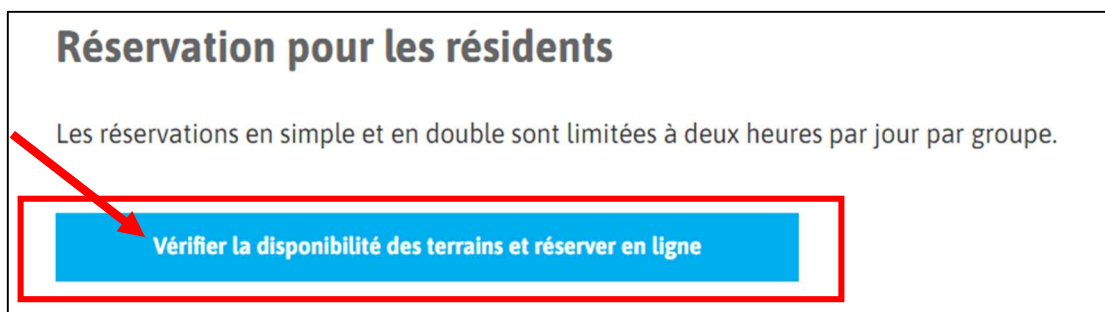 Réservation pour les résidents
Les réservations en simple et en double sont limitées à deux heures par jour par groupe.
Vérifier la disponibilité des terrains et réserver en ligne